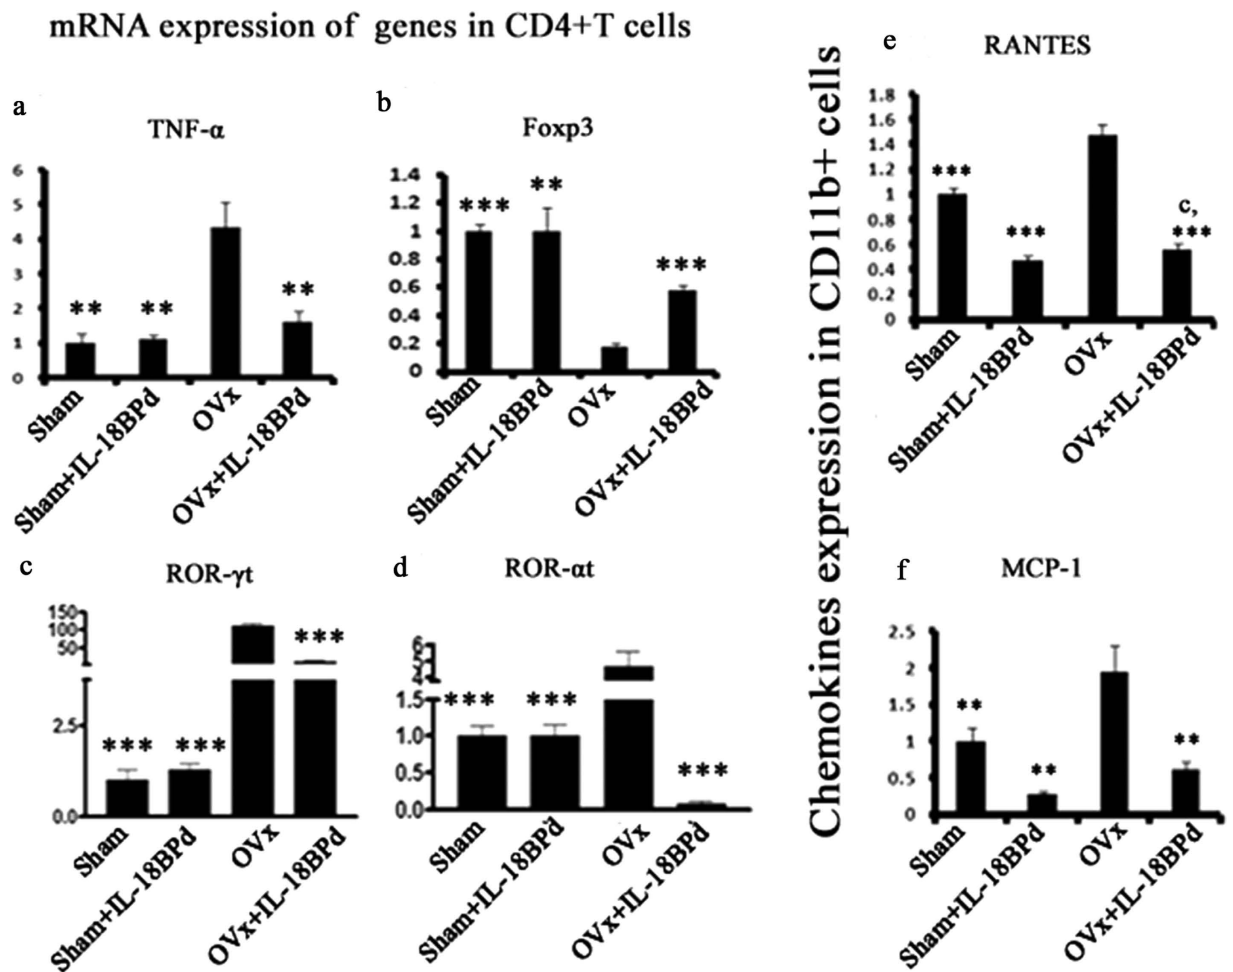 mRNA expression of genes in CD4+T cells
a
TNF-α
6
5
4
3
2
1
0
** ** **
Sham
Sham+IL-18BPd
OVx
OVx+IL-18BPd
b
Foxp3
1.4
1.2
1
0.8
0.6
0.4
0.2
0
*** ** ***
Sham
Sham+IL-18BPd
OVx
OVx+IL-18BPd
c
ROR-γt
150
100
50
2.5
0.0
*** *** ***
Sham
Sham+IL-18BPd
OVx
OVx+IL-18BPd
d
ROR-αt
6
5
4
1.5
1.0
0.5
0.0
*** *** ***
Sham
Sham+IL-18BPd
OVx
OVx+IL-18BPd
Chemokines expression in CD11b+ cells
e
RANTES
1.8
1.6
1.4
1.2
1
0.8
0.6
0.4
0.2
0
*** ***
c,
***
Sham
Sham+IL-18BPd
OVx
OVx+IL-18BPd
f
MCP-1
2.5
2
1.5
1
0.5
0
** ** **
Sham
Sham+IL-18BPd
OVx
OVx+IL-18BPd